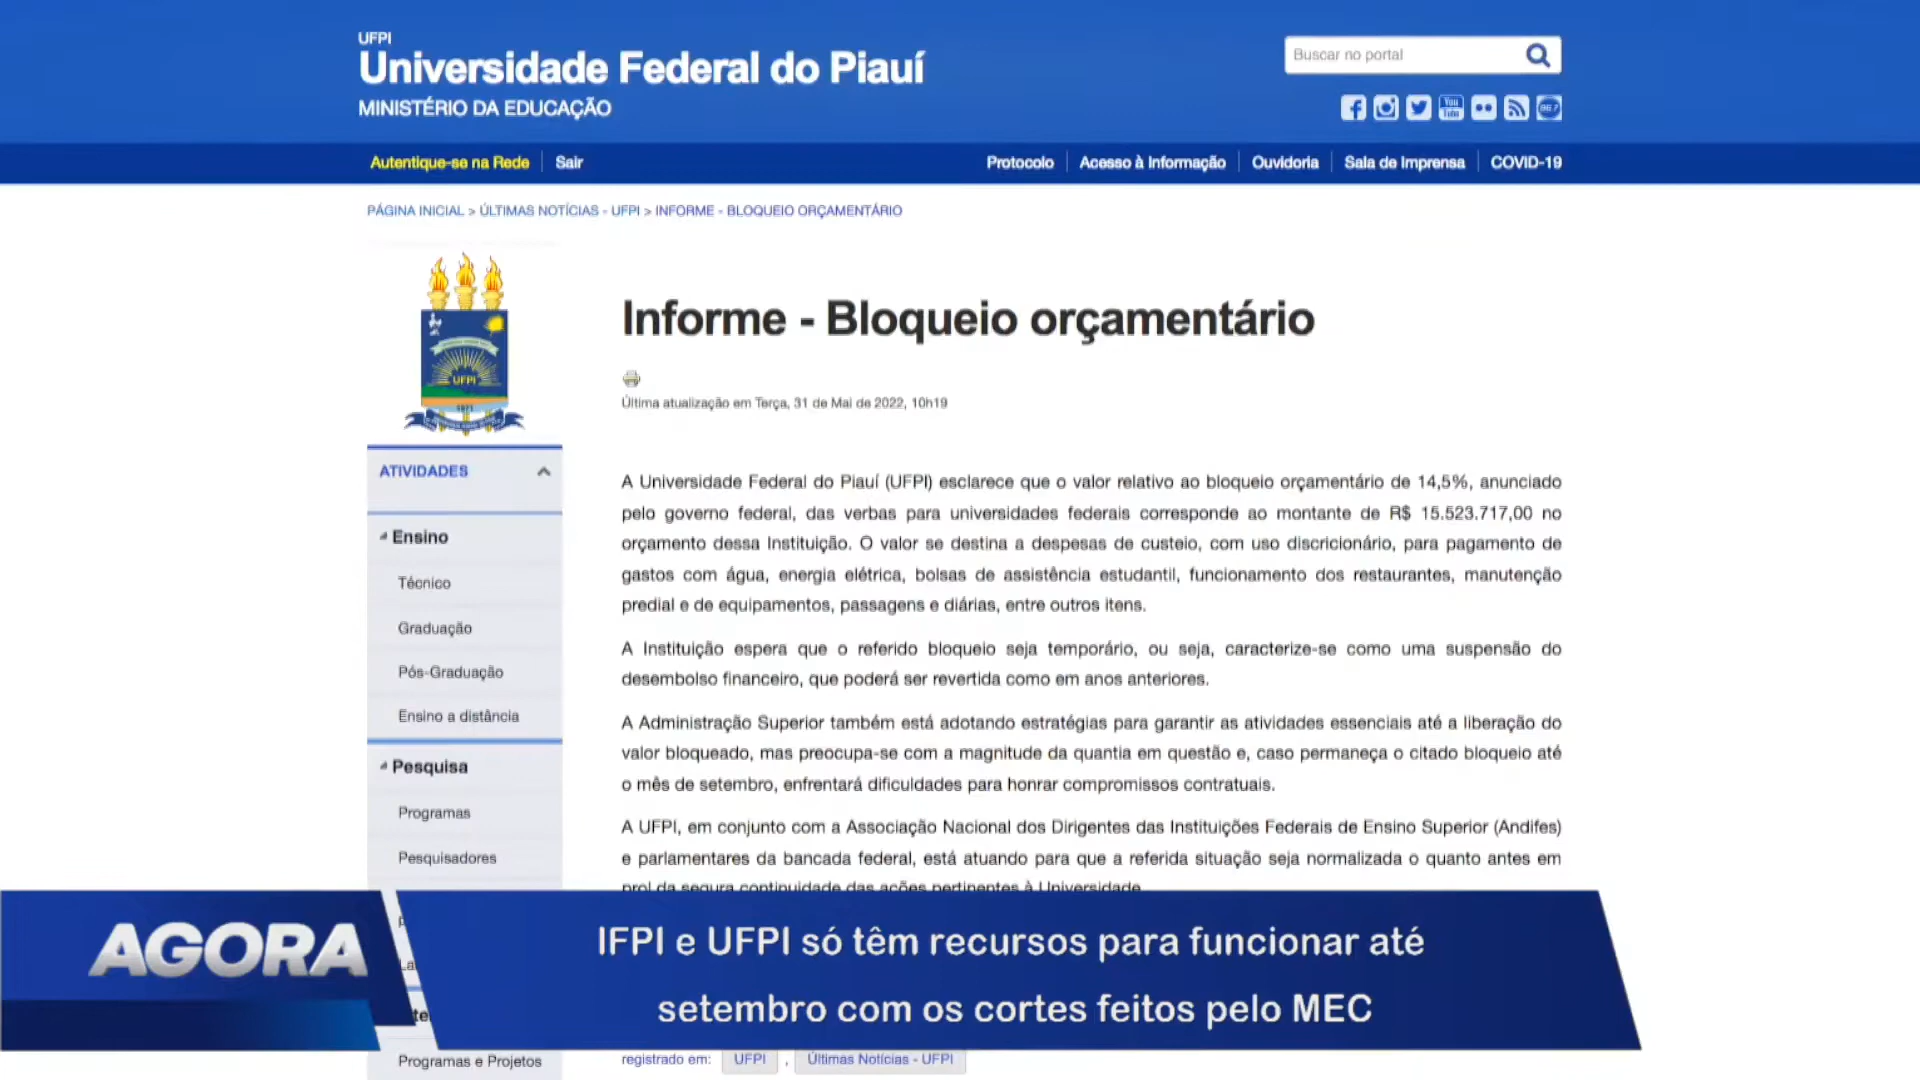 UFPI
Universidade Federal do Piauí
MINISTÉRIO DA EDUCAÇÃO
Buscar no portal
Autentique-se na Rede
Sair
Protocolo
Acesso à Informação
Ouvidoria
Sala de Imprensa
COVID-19
PÁGINA INICIAL > ÚLTIMAS NOTÍCIAS - UFPI > INFORME - BLOQUEIO ORÇAMENTÁRIO
UFPI
Informe - Bloqueio orçamentário
Última atualização em Terça, 31 de Mai de 2022, 10h19
ATIVIDADES
Ensino
Técnico
Graduação
Pós-Graduação
Ensino a distância
Pesquisa
Programas
Pesquisadores
A Universidade Federal do Piauí (UFPI) esclarece que o valor relativo ao bloqueio orçamentário de 14,5%, anunciado
pelo governo federal, das verbas para universidades federais corresponde ao montante de R$ 15.523.717,00 no
orçamento dessa Instituição. O valor se destina a despesas de custeio, com uso discricionário, para pagamento de
gastos com água, energia elétrica, bolsas de assistência estudantil, funcionamento dos restaurantes, manutenção
predial e de equipamentos, passagens e diárias, entre outros itens.
A Instituição espera que o referido bloqueio seja temporário, ou seja, caracterize-se como uma suspensão do
desembolso financeiro, que poderá ser revertida como em anos anteriores.
A Administração Superior também está adotando estratégias para garantir as atividades essenciais até a liberação do
valor bloqueado, mas preocupa-se com a magnitude da quantia em questão e, caso permaneça o citado bloqueio até
o mês de setembro, enfrentará dificuldades para honrar compromissos contratuais.
A UFPI, em conjunto com a Associação Nacional dos Dirigentes das Instituições Federais de Ensino Superior (Andifes)
e parlamentares da bancada federal, está atuando para que a referida situação seja normalizada o quanto antes em
prol da segura continuidade das ações pertinentes à Universidade.
AGORA
IFPI e UFPI só têm recursos para funcionar até
setembro com os cortes feitos pelo MEC
Programas e Projetos
registrado em: UFPI , Últimas Notícias - UFPI